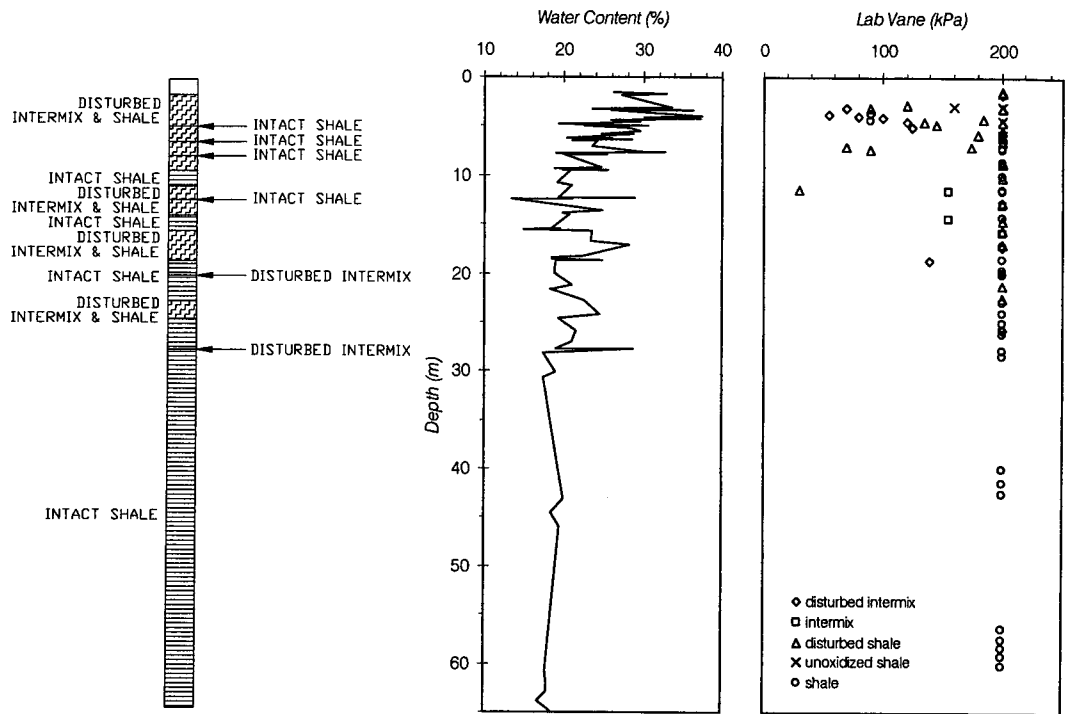 DISTURBED
INTERMIX & SHALE
INTACT SHALE
INTACT SHALE
INTACT SHALE
INTACT SHALE
DISTURBED
INTERMIX & SHALE
INTACT SHALE
INTACT SHALE
DISTURBED
INTERMIX & SHALE
INTACT SHALE
DISTURBED INTERMIX
DISTURBED
INTERMIX & SHALE
DISTURBED INTERMIX
INTACT SHALE
Water Content (%)
10 20 30 40
0
10
20
30
40
50
60
Depth (m)
Lab Vane (kPa)
0 100 200
disturbed intermix
intermix
disturbed shale
unoxidized shale
shale